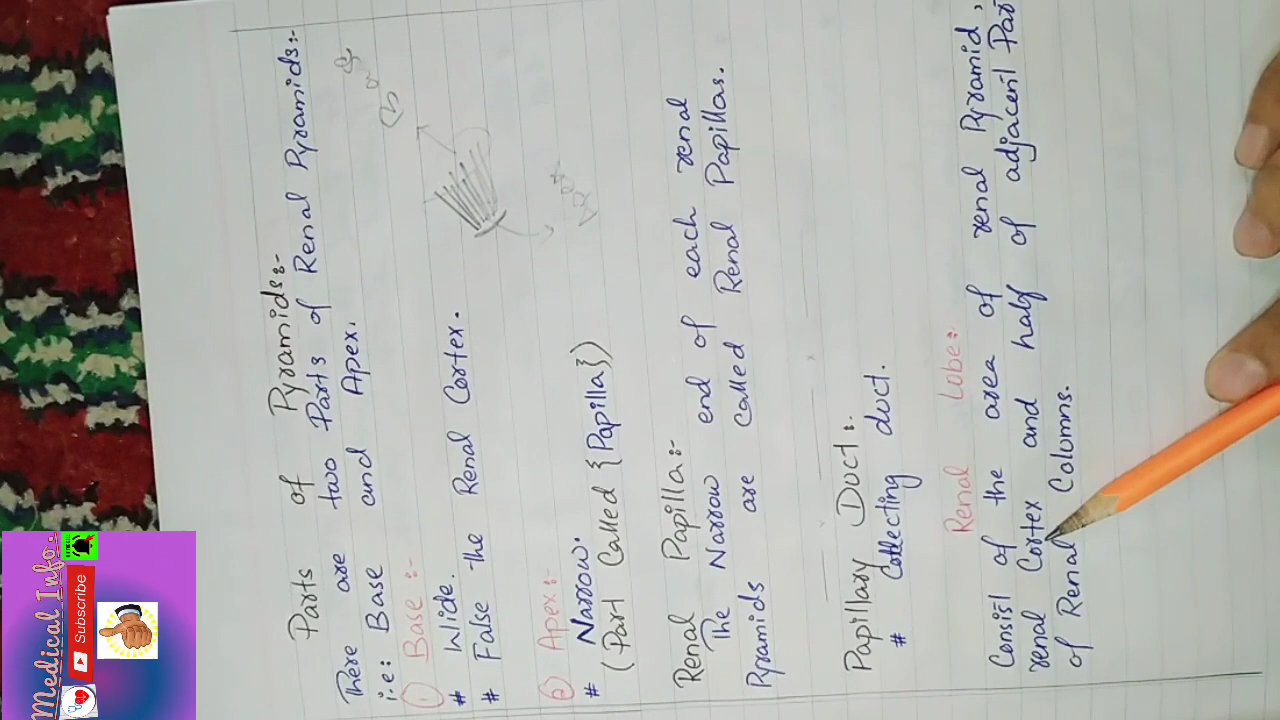 Parts of Pyramids:-
There are two Parts of Renal Pyramids:-
i.e: Base and Apex.
(1) Base :-
# Wide.
# False the Renal Cortex.
(2) Apex:-
# Narrow.
(Part Called {Papilla})
Renal Papilla:-
The Narrow end of each renal
Pyramids are called Renal Papillas.
Papillary Duct:.
# Collecting duct.
Renal Lobe:-
Consist of the area of renal Pyramid,
renal Cortex and half of adjacent Par
of Renal Columns.
Medical Info:-
Subscribe